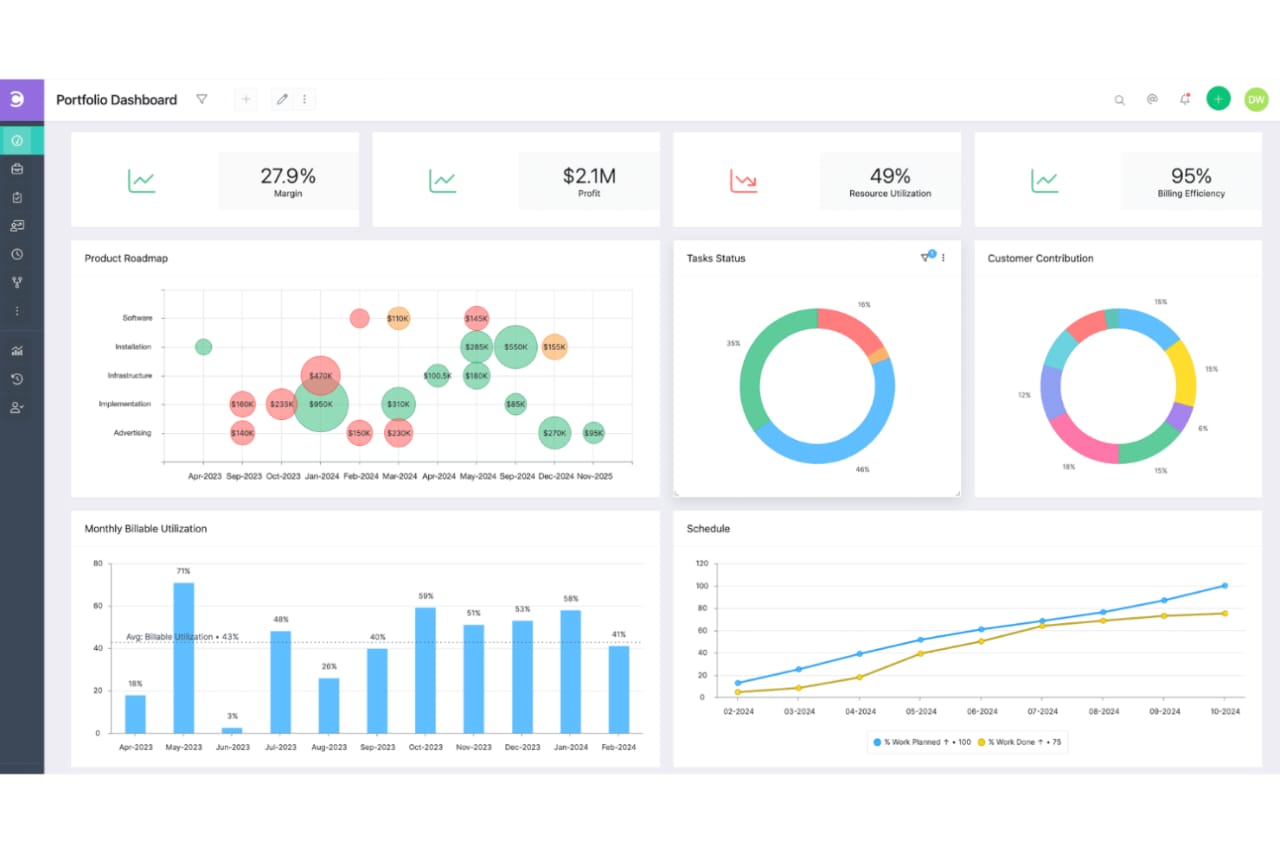 Portfolio Dashboard
DW
27.9%
Margin
$2.1M
Profit
49%
Resource Utilization
95%
Billing Efficiency
Product Roadmap
Software
Installation
Infrastructure
Implementation
Advertising
$110K
$145K
$285K
$550K
$155K
$470K
$100.5K
$180K
$160K
$235K
$950K
$310K
$85K
$140K
$150K
$230K
$270K
$95K
Apr-2023 Sep-2023 Oct-2023 Jan-2024 Feb-2024 Mar-2024 Apr-2024 May-2024 Sep-2024 Dec-2024 Nov-2025
Tasks Status
16%
35%
46%
Customer Contribution
15%
15%
6%
15%
18%
12%
Monthly Billable Utilization
80
60
40
20
0
Avg: Billable Utilization • 43%
18%
71%
3%
48%
26%
40%
59%
51%
53%
58%
41%
Apr-2023 May-2023 Jun-2023 Jul-2023 Aug-2023 Sep-2023 Oct-2023 Nov-2023 Dec-2023 Jan-2024 Feb-2024
Schedule
120
100
80
60
40
20
0
02-2024 03-2024 04-2024 05-2024 06-2024 07-2024 08-2024 09-2024 10-2024
% Work Planned ↑ • 100 % Work Done ↑ • 75